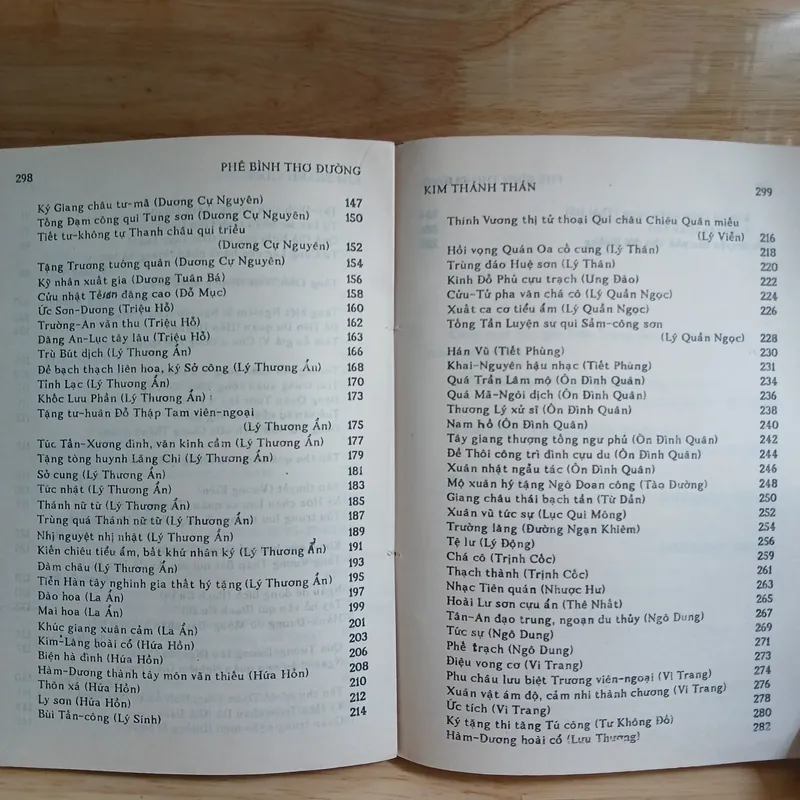 298 PHÊ BÌNH THƠ ĐƯỜNG
Ký Giang châu tư-mã (Dương Cự Nguyên) 147
Tống Đạm công qui Tung sơn (Dương Cự Nguyên) 150
Tiết tư-không tự Thanh châu qui triều
(Dương Cự Nguyên) 152
Tặng Trương tướng quân (Dương Cự Nguyên) 154
Kỹ nhân xuất gia (Dương Tuân Bá) 156
Cửu nhật Tề sơn đăng cao (Đỗ Mục) 158
Ức Sơn-Dương (Triệu Hỗ) 160
Trường-An vãn thu (Triệu Hỗ) 162
Đăng An-Lục tây lâu (Triệu Hỗ) 163
Trù Bút dịch (Lý Thương Ẩn) 166
Đề bạch thạch liên hoa, ký Sở công (Lý Thương Ẩn) 168
Tỉnh Lạc (Lý Thương Ẩn) 170
Khốc Lưu Phần (Lý Thương Ẩn) 173
Tặng tư-huân Đỗ Thập Tam viên-ngoại
(Lý Thương Ẩn) 175
Túc Tần-Xương đình, văn kinh cầm (Lý Thương Ẩn) 177
Tặng tòng huynh Lãng Chi (Lý Thương Ẩn) 179
Sở cung (Lý Thương Ẩn) 181
Tức nhật (Lý Thương Ẩn) 183
Thánh nữ từ (Lý Thương Ẩn) 185
Trùng quá Thánh nữ từ (Lý Thương Ẩn) 187
Nhị nguyệt nhị nhật (Lý Thương Ẩn) 189
Kiến chiếu tiểu ẩm, bất khứ nhân ký (Lý Thương Ẩn) 191
Đàm châu (Lý Thương Ẩn) 193
Tiễn Hàn tây nghinh gia thất hý tặng (Lý Thương Ẩn) 195
Đào hoa (La Ẩn) 197
Mai hoa (La Ẩn) 199
Khúc giang xuân cảm (La Ẩn) 201
Kim-Lăng hoài cổ (Hứa Hồn) 203
Biện hà đình (Hứa Hồn) 206
Hàm-Dương thành tây môn vãn thiếu (Hứa Hồn) 208
Thôn xá (Hứa Hồn) 210
Ly sơn (Hứa Hồn) 212
Bùi Tấn-công (Lý Sính) 214
KIM THÁNH THÁN 299
Thính Vương thị tử thoại Qui châu Chiêu Quân miếu
(Lý Viễn) 216
Hồi vọng Quán Oa cố cung (Lý Thân) 218
Trùng đáo Huệ sơn (Lý Thân) 220
Kinh Đỗ Phủ cựu trạch (Ung Đào) 222
Cửu-Tử pha văn chá cô (Lý Quần Ngọc) 224
Xuất ca cơ tiểu ẩm (Lý Quần Ngọc) 226
Tống Tần Luyện sư qui Sầm-công sơn
(Lý Quần Ngọc) 228
Hán Vũ (Tiết Phùng) 230
Khai-Nguyên hậu nhạc (Tiết Phùng) 231
Quá Trần Lâm mộ (Ôn Đình Quân) 234
Quá Mã-Ngôi dịch (Ôn Đình Quân) 236
Thương Lý xử sĩ (Ôn Đình Quân) 238
Nam hồ (Ôn Đình Quân) 240
Tây giang thượng tống ngư phủ (Ôn Đình Quân) 242
Đề Thôi công trì đình cựu du (Ôn Đình Quân) 244
Xuân nhật ngẫu tác (Ôn Đình Quân) 246
Mộ xuân hý tặng Ngô Đoan công (Tào Đường) 248
Giang châu thái bạch tần (Từ Dần) 250
Xuân vũ tức sự (Lục Qui Mông) 252
Trường lăng (Đường Ngạn Khiêm) 254
Tệ lư (Lý Động) 256
Chá cô (Trịnh Cốc) 259
Thạch thành (Trịnh Cốc) 261
Nhạc Tiên quán (Nhược Hư) 263
Hoài Lư sơn cựu ẩn (Thê Nhất) 265
Tân-An đạo trung, ngoạn du thủy (Ngô Dung) 267
Tức sự (Ngô Dung) 269
Phế trạch (Ngô Dung) 271
Điệu vong cơ (Vi Trang) 273
Phu châu lưu biệt Trương viên-ngoại (Vi Trang) 274
Xuân vật ám độ, cảm nhi thành chương (Vi Trang) 276
Ức tích (Vi Trang) 278
Ký tặng thi tăng Tú công (Tư Không Đồ) 280
Hàm-Dương hoài cổ (Lưu Thương) 282